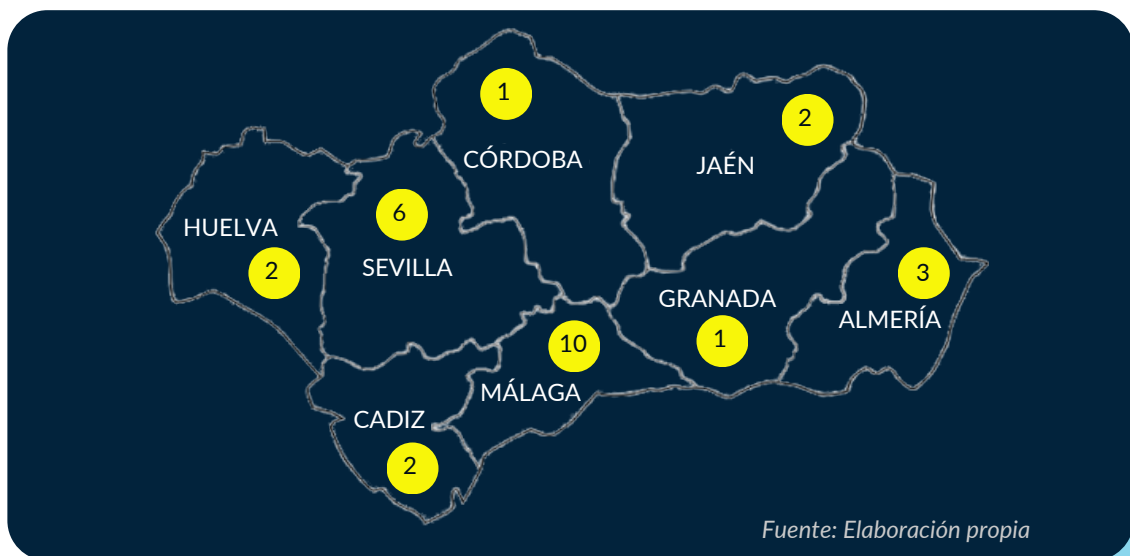 1
CÓRDOBA
2
JAÉN
6
SEVILLA
HUELVA
2
3
ALMERÍA
GRANADA
1
10
MÁLAGA
CADIZ
2
Fuente: Elaboración propia